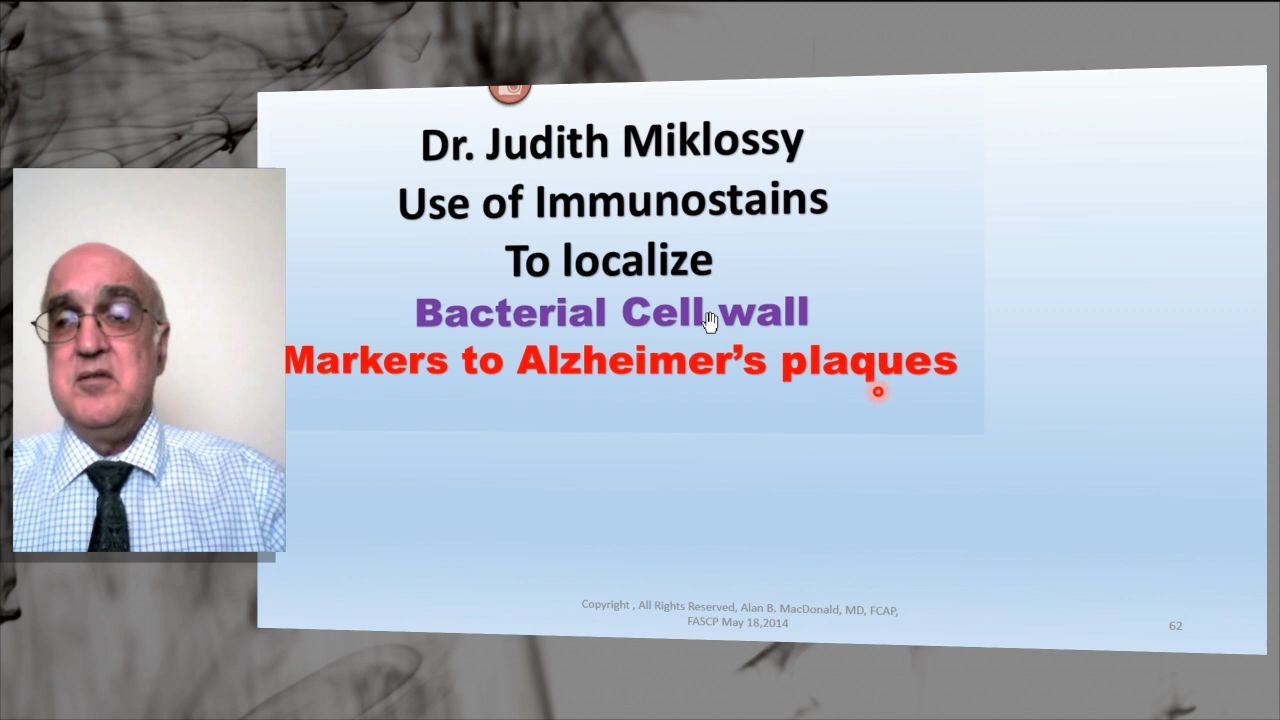 Dr. Judith Miklossy
Use of Immunostains
To localize
Bacterial Cell wall
Markers to Alzheimer's plaques
Copyright , All Rights Reserved, Alan B. MacDonald, MD, FCAP,
FASCP May 18,2014
62